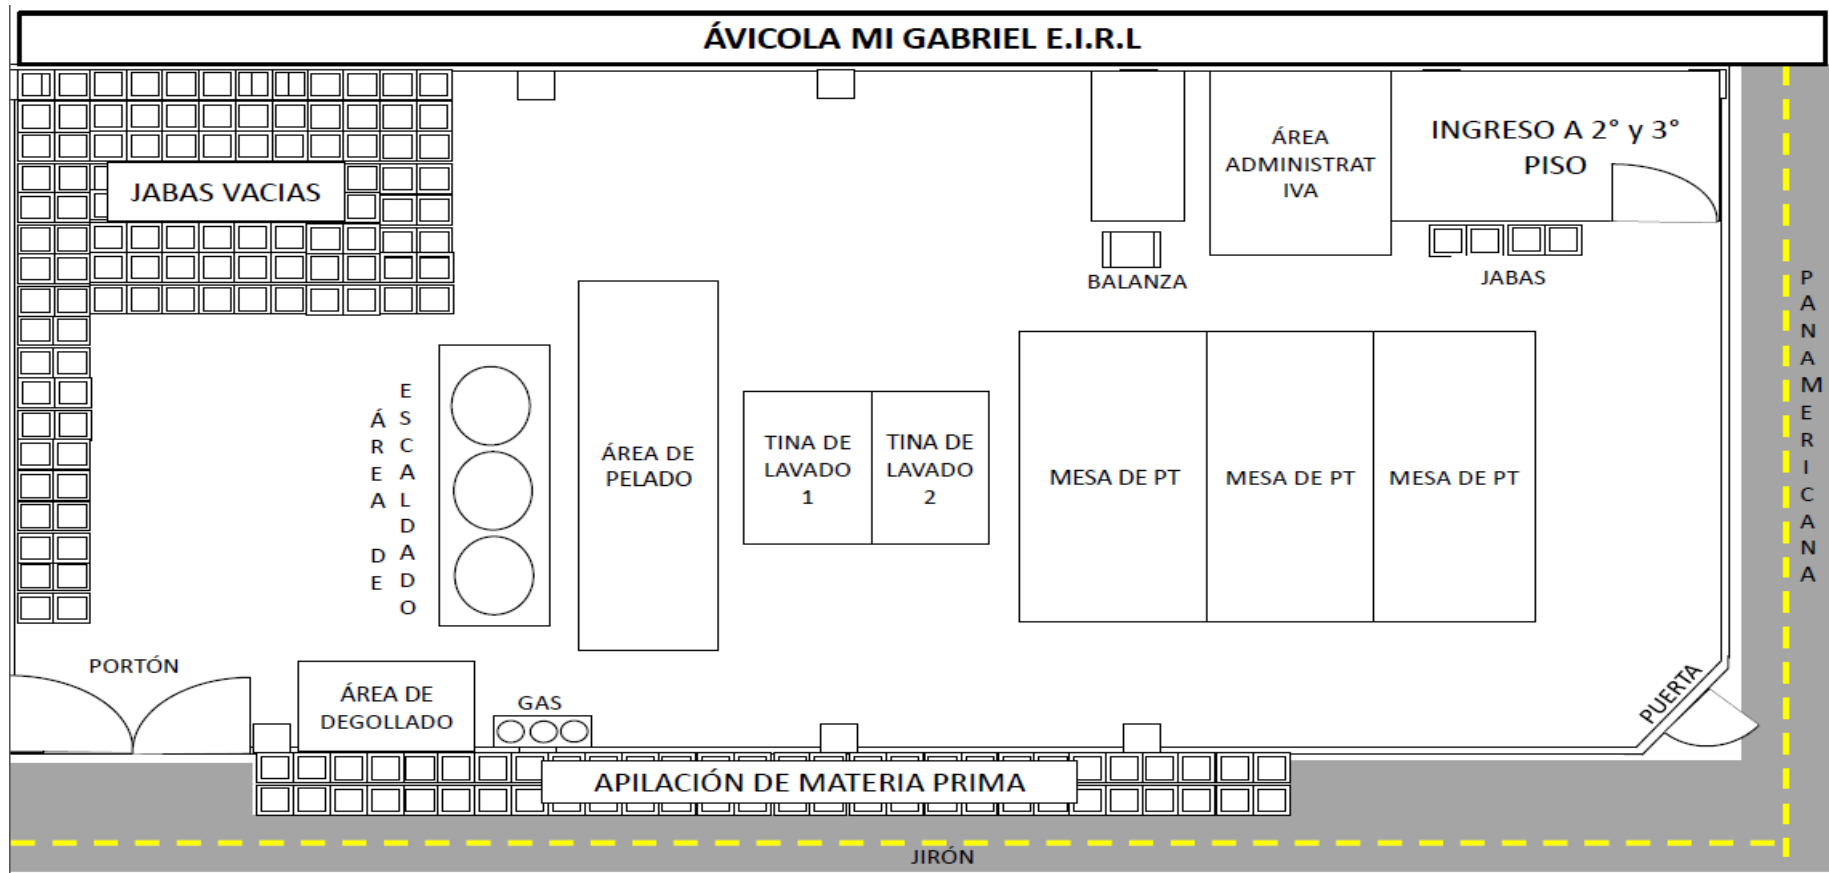 ÁVICOLA MI GABRIEL E.I.R.L
JABAS VACIAS
ÁREA
ADMINISTRAT
IVA
INGRESO A 2° y 3°
PISO
BALANZA
JABAS
ÁREA DE
ESCALDADO
ÁREA DE
PELADO
TINA DE
LAVADO
1
TINA DE
LAVADO
2
MESA DE PT
MESA DE PT
MESA DE PT
PANAMERICANA
PORTÓN
ÁREA DE
DEGOLLADO
GAS
PUERTA
APILACIÓN DE MATERIA PRIMA
JIRÓN